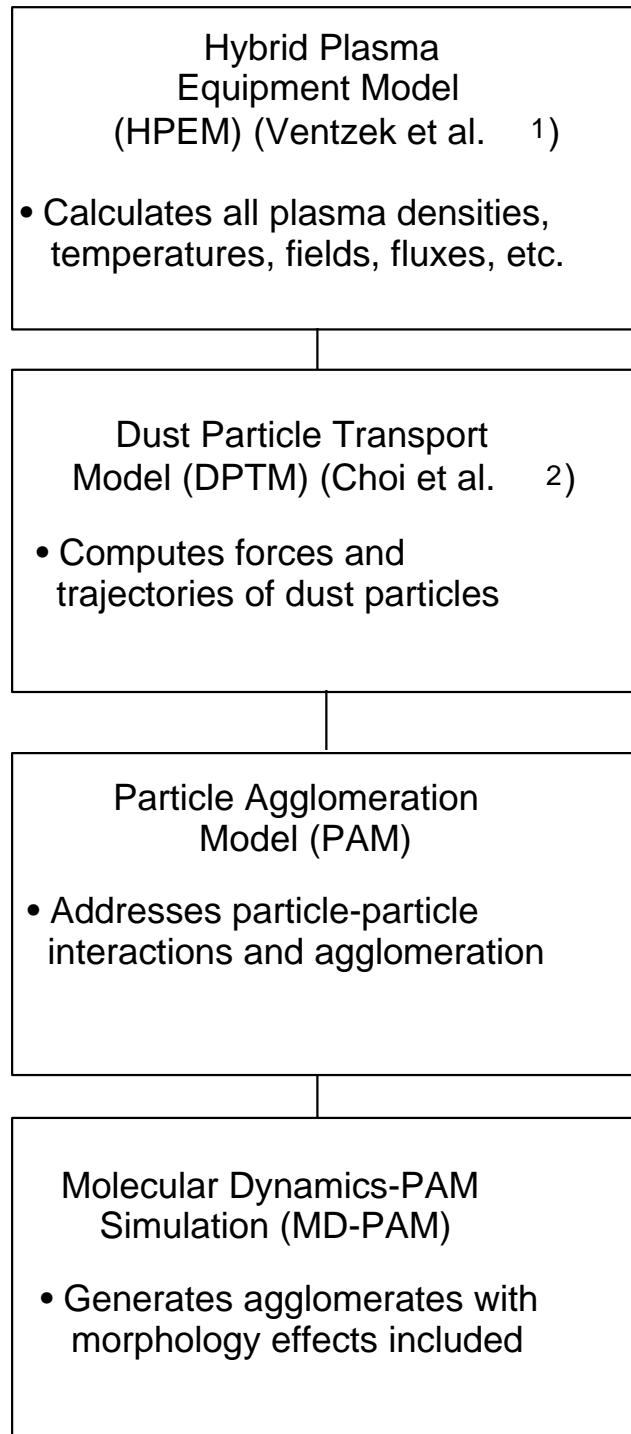 Hybrid Plasma
Equipment Model
(HPEM) (Ventzek et al. 1)
• Calculates all plasma densities,
temperatures, fields, fluxes, etc.
Dust Particle Transport
Model (DPTM) (Choi et al. 2)
• Computes forces and
trajectories of dust particles
Particle Agglomeration
Model (PAM)
• Addresses particle-particle
interactions and agglomeration
Molecular Dynamics-PAM
Simulation (MD-PAM)
• Generates agglomerates with
morphology effects included